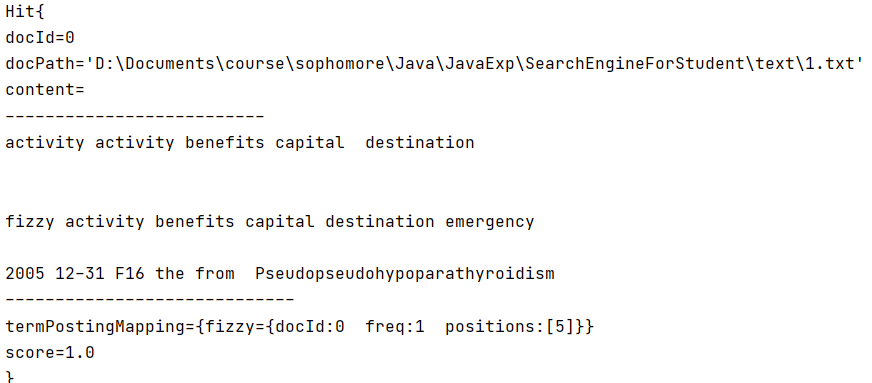 Hit{
docId=0
docPath='D:\Documents\course\sophomore\Java\JavaExp\SearchEngineForStudent\text\1.txt'
content=
--------------------------
activity activity benefits capital  destination
fizzy activity benefits capital destination emergency
2005 12-31 F16 the from  Pseudopseudohypoparathyroidism
-----------------------------
termPostingMapping={fizzy={docId:0  freq:1  positions:[5]}}
score=1.0
}